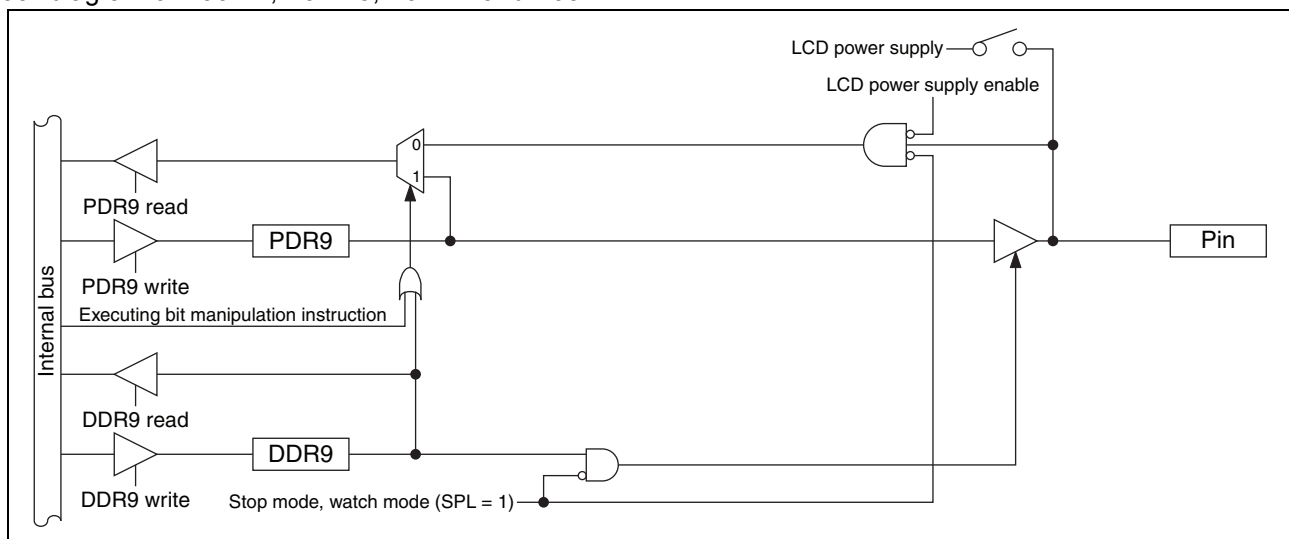 LCD power supply
LCD power supply enable
0
1
PDR9 read
PDR9
Pin
PDR9 write
Executing bit manipulation instruction
Internal bus
DDR9 read
DDR9
DDR9 write
Stop mode, watch mode (SPL = 1)